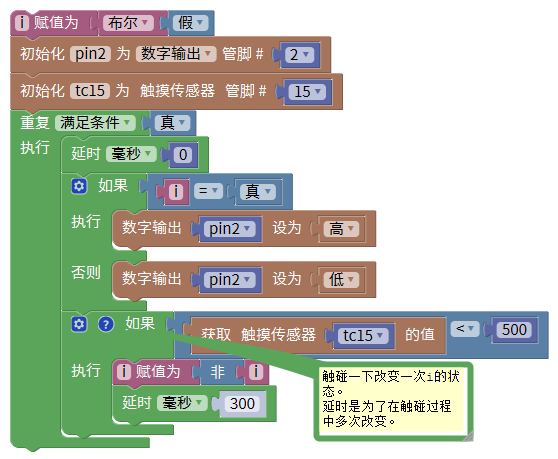 i 赋值为 布尔 假
初始化 pin2 为 数字输出 管脚 # 2
初始化 tc15 为 触摸传感器 管脚 # 15
重复 满足条件 真
执行 延时 毫秒 0
如果 i = 真
执行 数字输出 pin2 设为 高
否则 数字输出 pin2 设为 低
? 如果 获取 触摸传感器 tc15 的值 < 500
执行 i 赋值为 非 i
延时 毫秒 300
触碰一下改变一次i的状
态。
延时是为了在触碰过程
中多次改变。